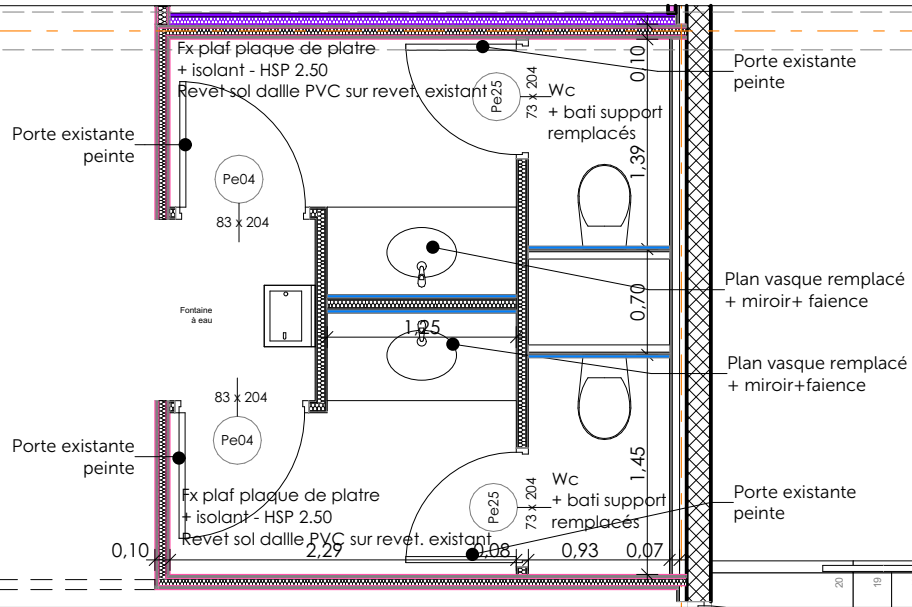 Fx plaf plaque de platre
+ isolant - HSP 2.50
Revet sol dallle PVC sur revet. existant
Porte existante
peinte
Pe04
83 x 204
Pe25
73 x 204
Wc
+ bati support
remplacés
0,10
1,39
Porte existante
peinte
Fontaine
à eau
1,25
0,70
Plan vasque remplacé
+ miroir+ faience
Plan vasque remplacé
+ miroir+faience
83 x 204
Pe04
Porte existante
peinte
Fx plaf plaque de platre
+ isolant - HSP 2.50
Revet sol dallle PVC sur revet. existant
Pe25
73 x 204
Wc
+ bati support
remplacés
1,45
Porte existante
peinte
0,10
2,29
0,08
0,93
0,07
20
19